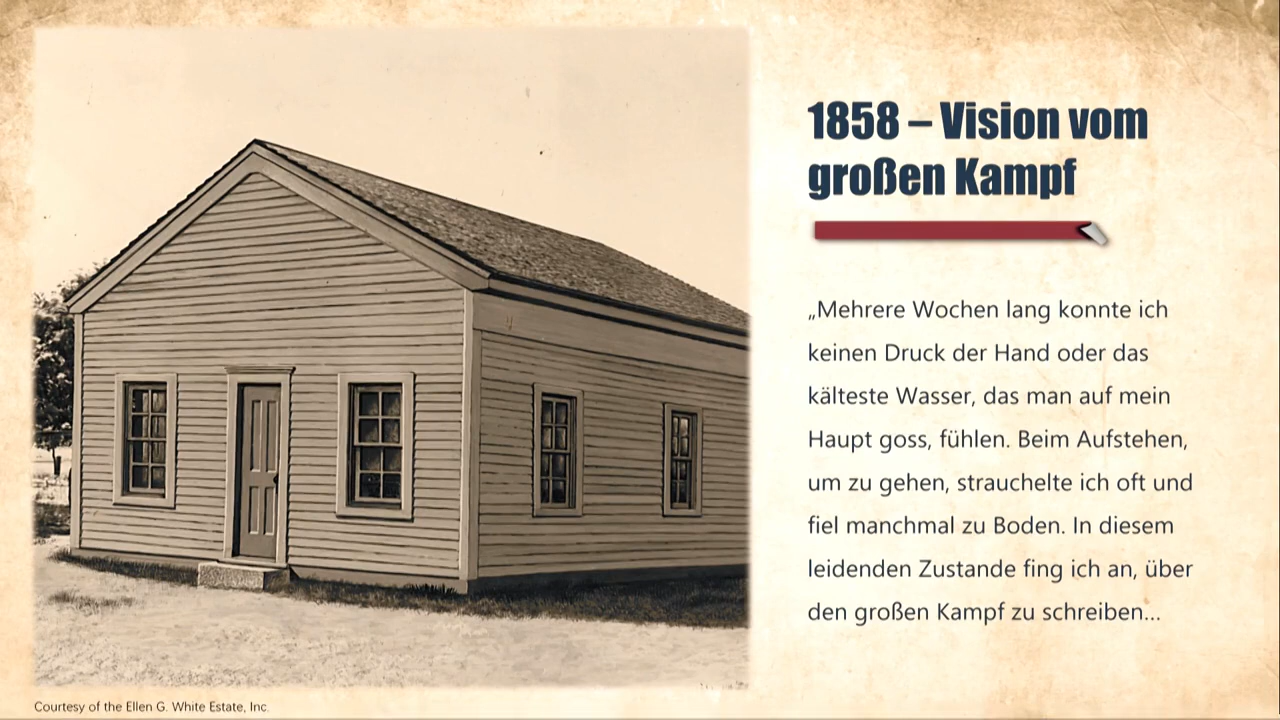 1858 – Vision vom
großen Kampf
„Mehrere Wochen lang konnte ich
keinen Druck der Hand oder das
kälteste Wasser, das man auf mein
Haupt goss, fühlen. Beim Aufstehen,
um zu gehen, strauchelte ich oft und
fiel manchmal zu Boden. In diesem
leidenden Zustande fing ich an, über
den großen Kampf zu schreiben...
Courtesy of the Ellen G. White Estate, Inc.